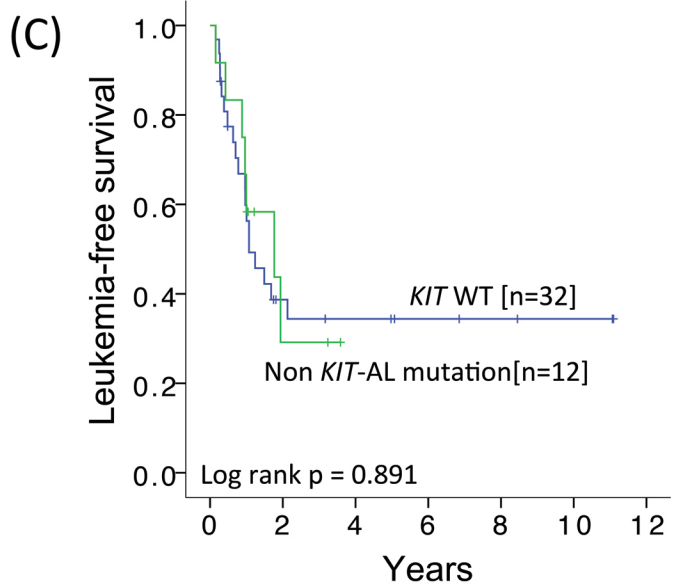 (C)
Leukemia-free survival
1.0
0.8
0.6
0.4
0.2
0.0
KIT WT [n=32]
Non KIT-AL mutation[n=12]
Log rank p = 0.891
0 2 4 6 8 10 12
Years